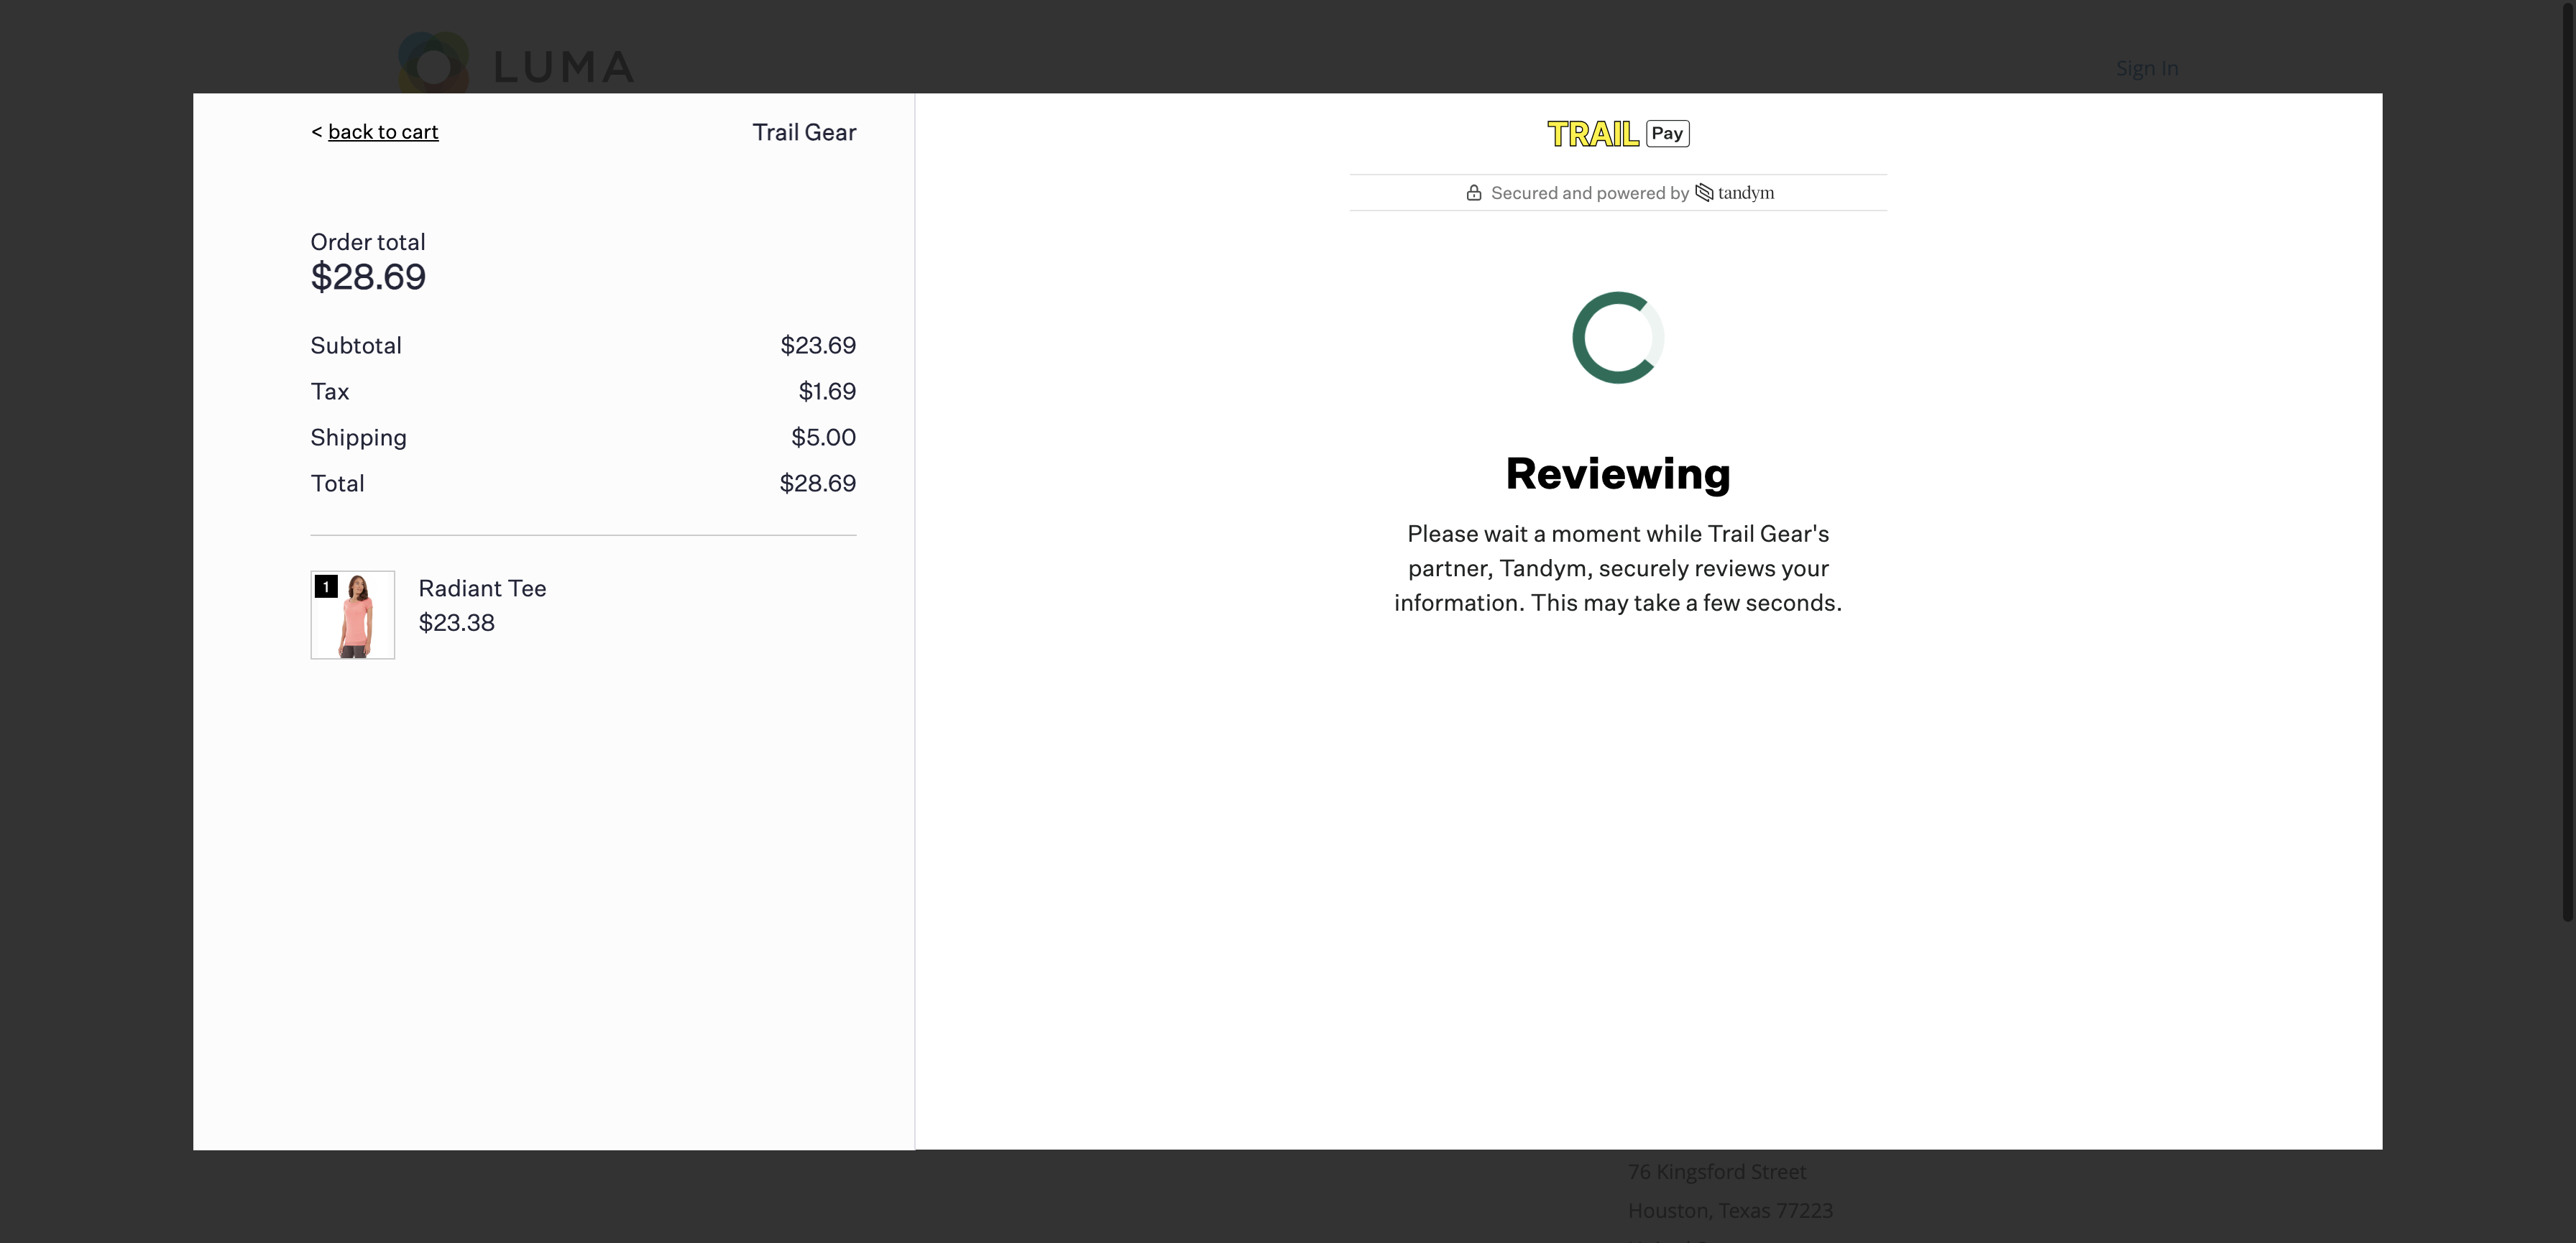 LUMA
Sign In
< back to cart
Trail Gear
Order total
$28.69
Subtotal $23.69
Tax $1.69
Shipping $5.00
Total $28.69
1
Radiant Tee
$23.38
TRAIL Pay
Secured and powered by tandym
Reviewing
Please wait a moment while Trail Gear's
partner, Tandym, securely reviews your
information. This may take a few seconds.
76 Kingsford Street
Houston, Texas 77223